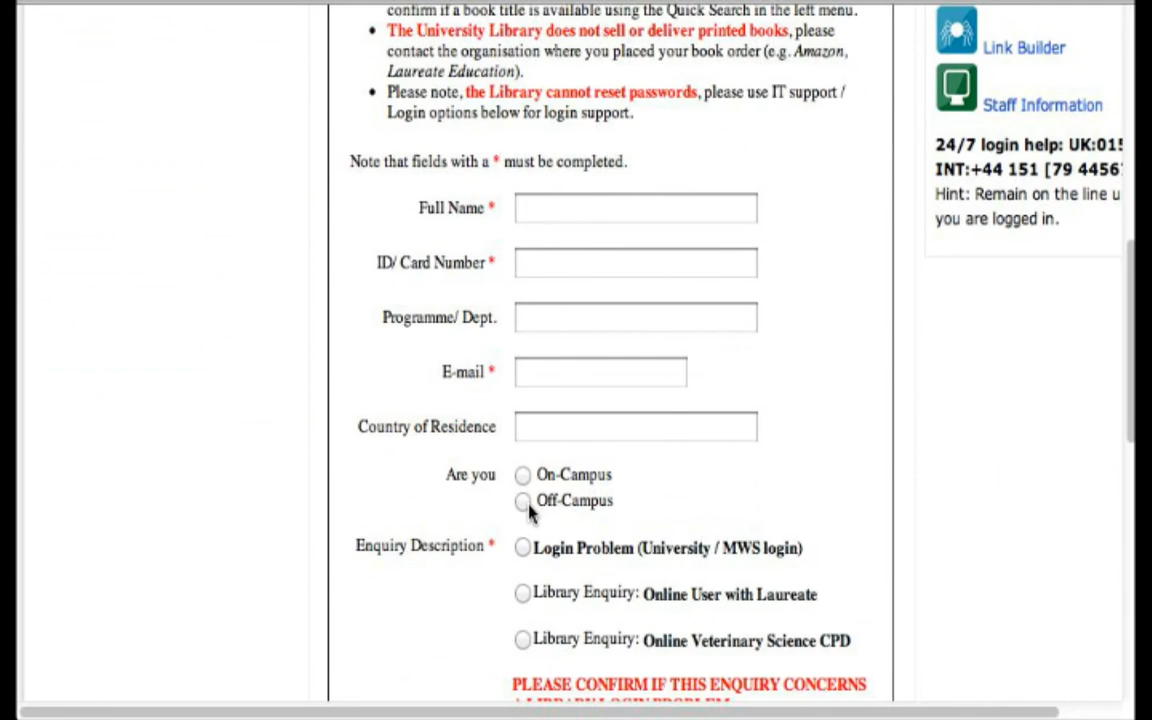 confirm if a book title is available using the Quick Search in the left menu.
• The University Library does not sell or deliver printed books, please
contact the organisation where you placed your book order (e.g. Amazon,
Laureate Education).
• Please note, the Library cannot reset passwords, please use IT support /
Login options below for login support.
Note that fields with a * must be completed.
Full Name *
ID/ Card Number *
Programme/ Dept.
E-mail *
Country of Residence
Are you On-Campus
Off-Campus
Enquiry Description * Login Problem (University / MWS login)
Library Enquiry: Online User with Laureate
Library Enquiry: Online Veterinary Science CPD
PLEASE CONFIRM IF THIS ENQUIRY CONCERNS
Link Builder
Staff Information
24/7 login help: UK:015
INT:+44 151 [79 4456
Hint: Remain on the line u
you are logged in.